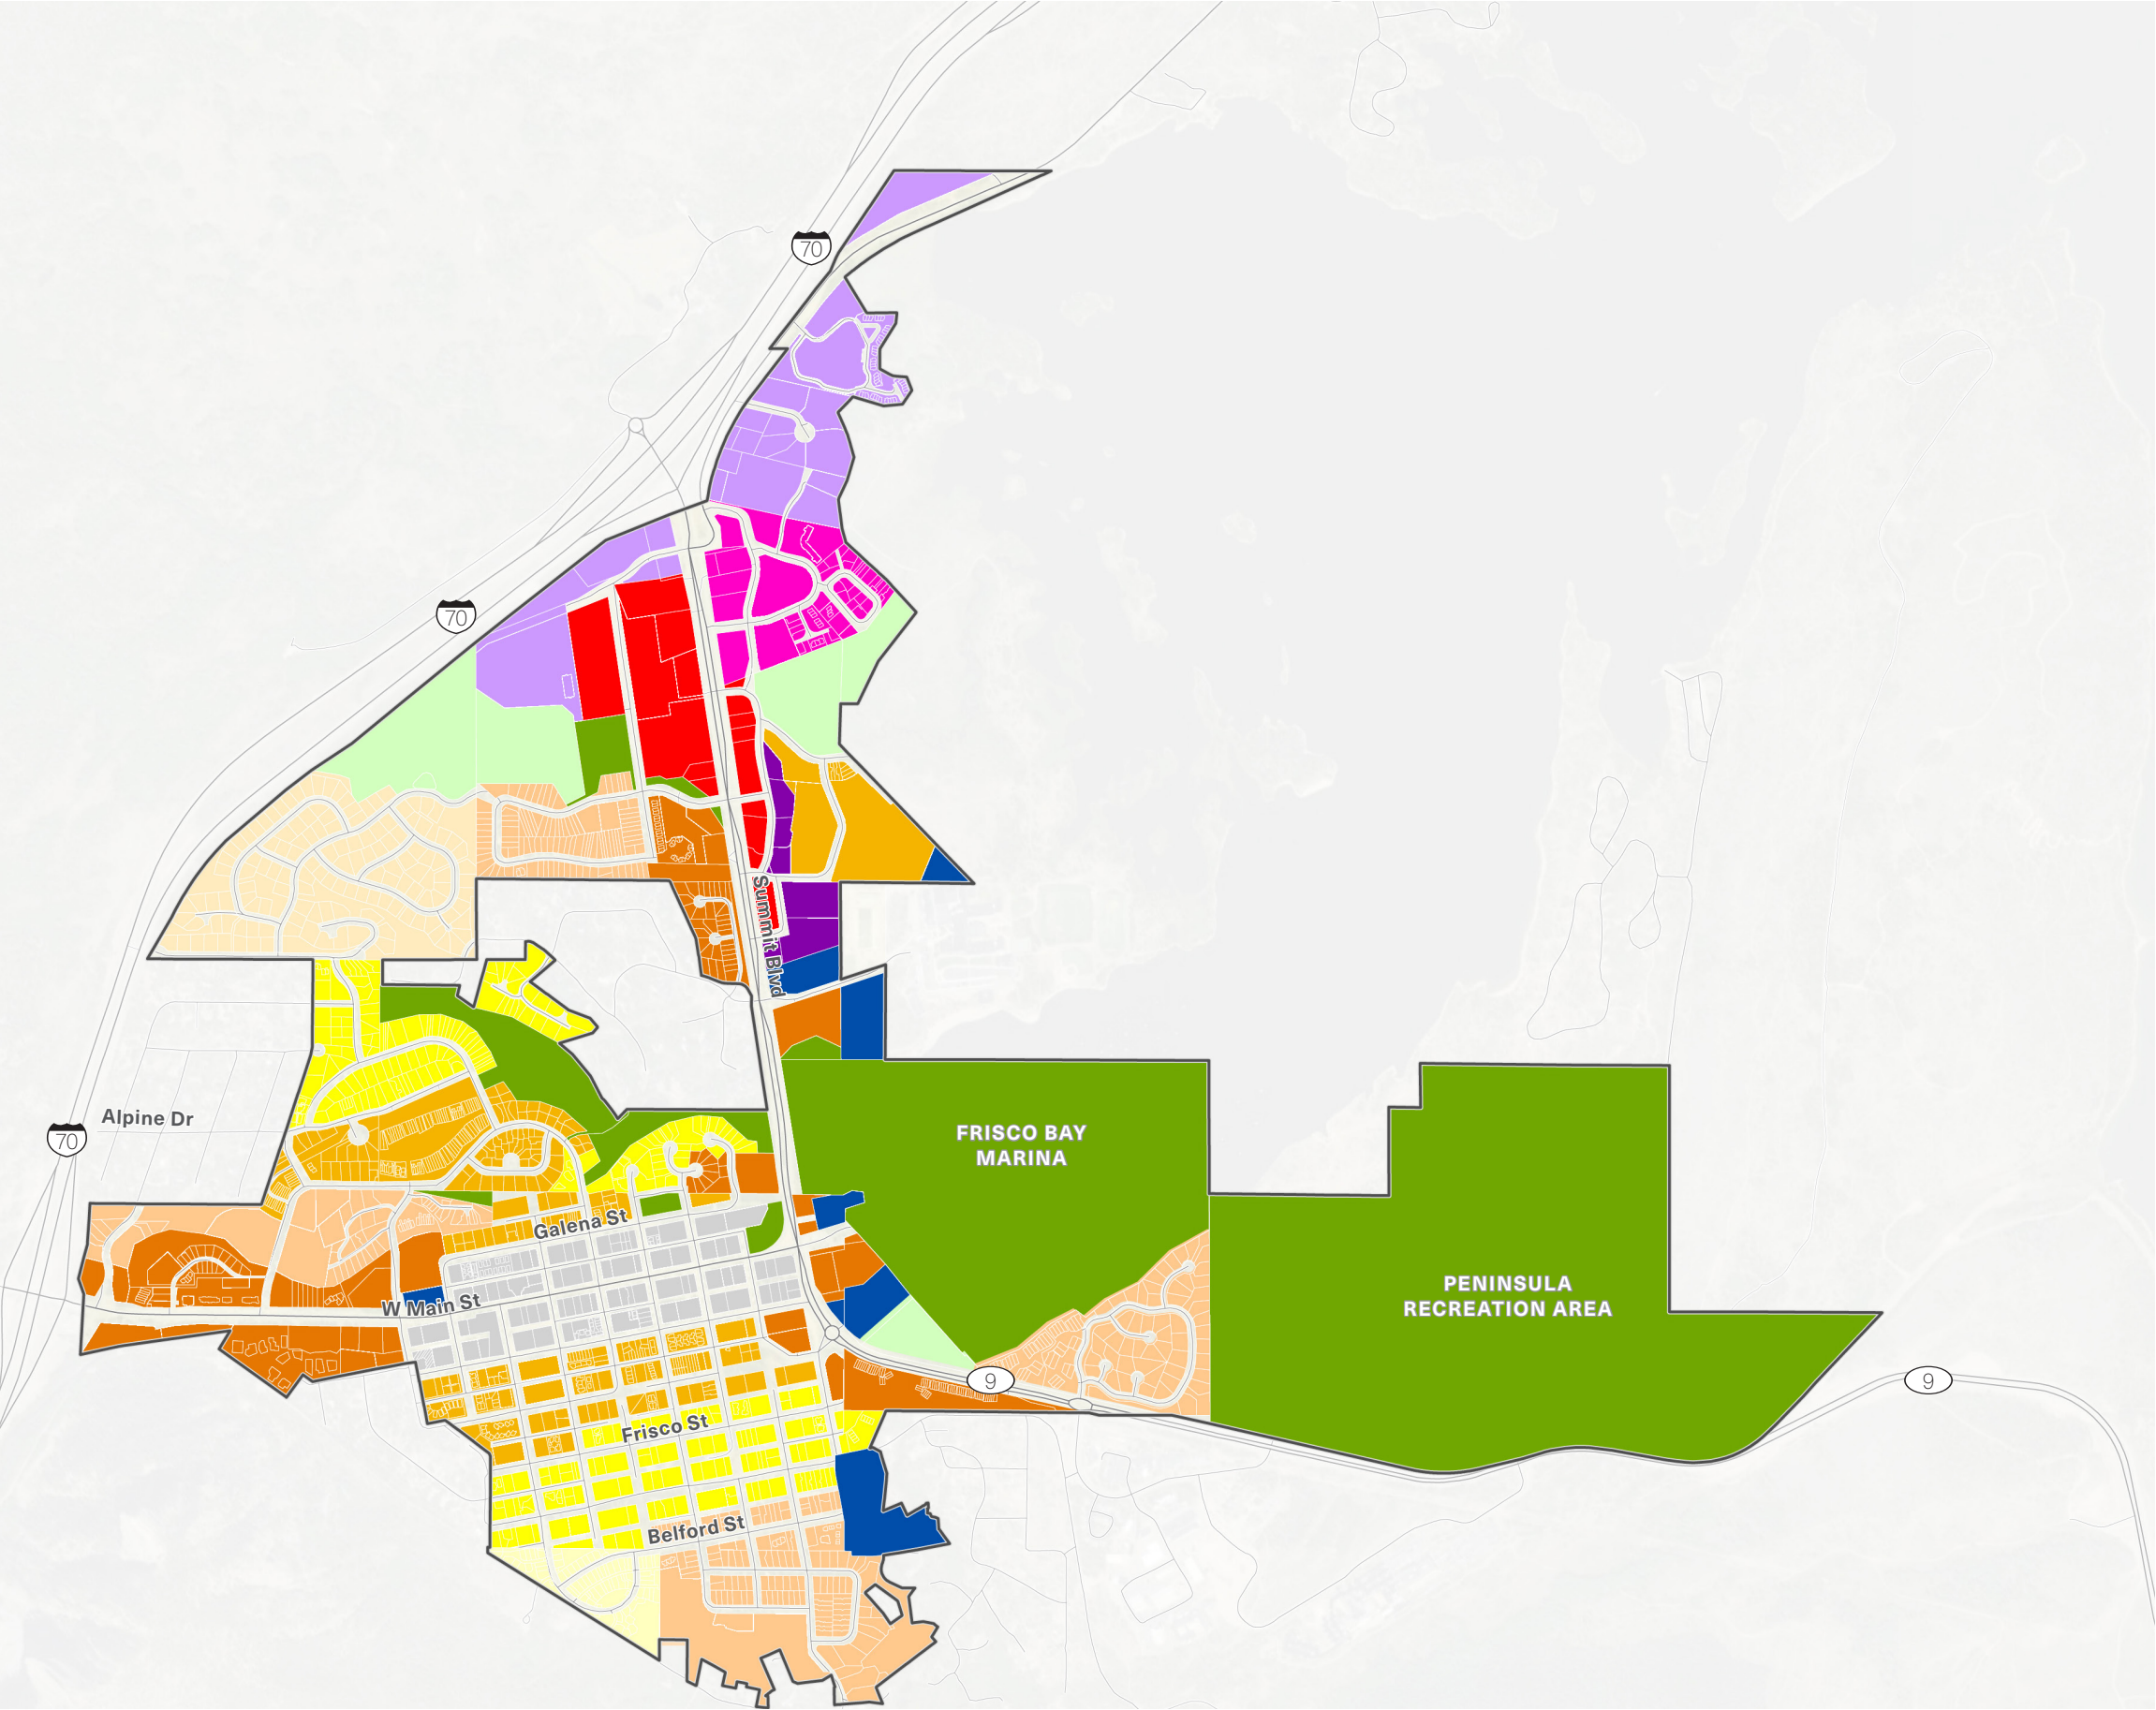 70
70
Summit Blvd
Alpine Dr
70
FRISCO BAY
MARINA
Galena St
PENINSULA
RECREATION AREA
W Main St
9
9
Frisco St
Belford St